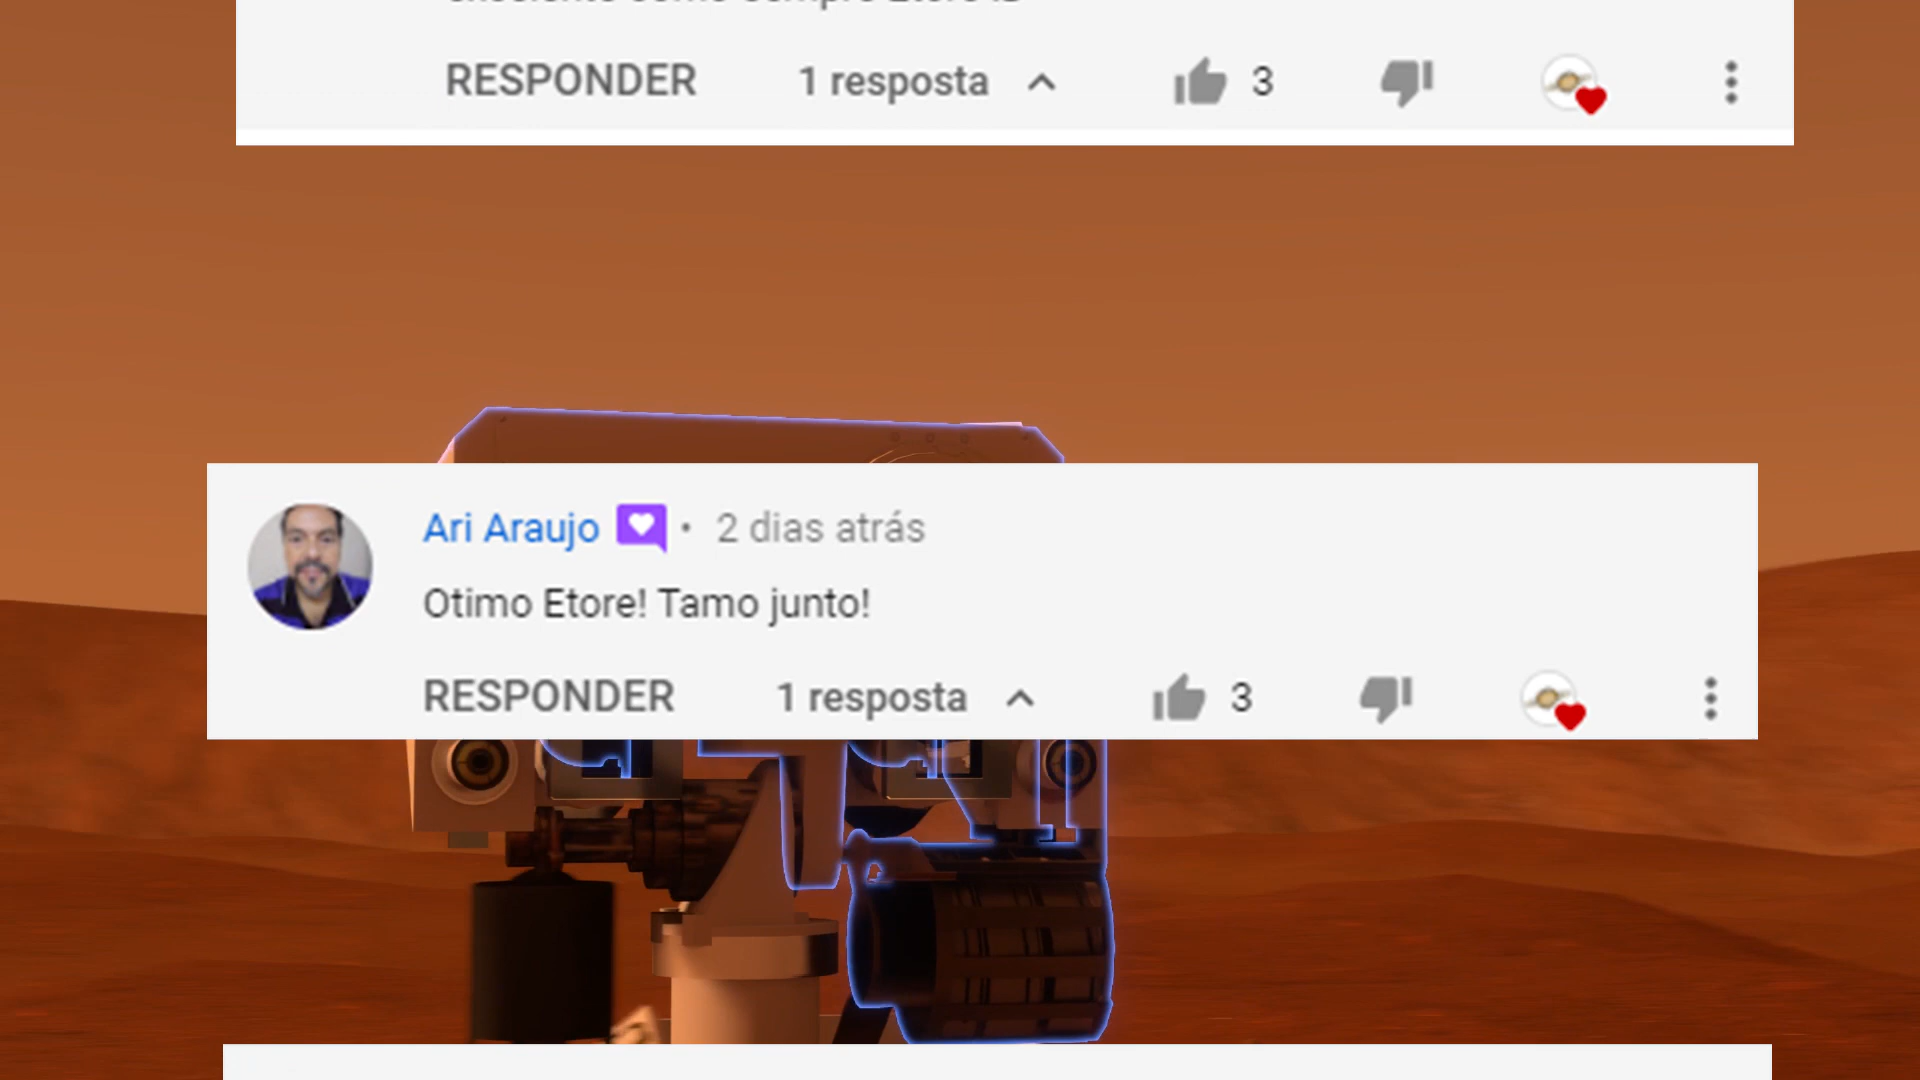 RESPONDER 1 resposta 3
Ari Araujo • 2 dias atrás
Otimo Etore! Tamo junto!
RESPONDER 1 resposta 3